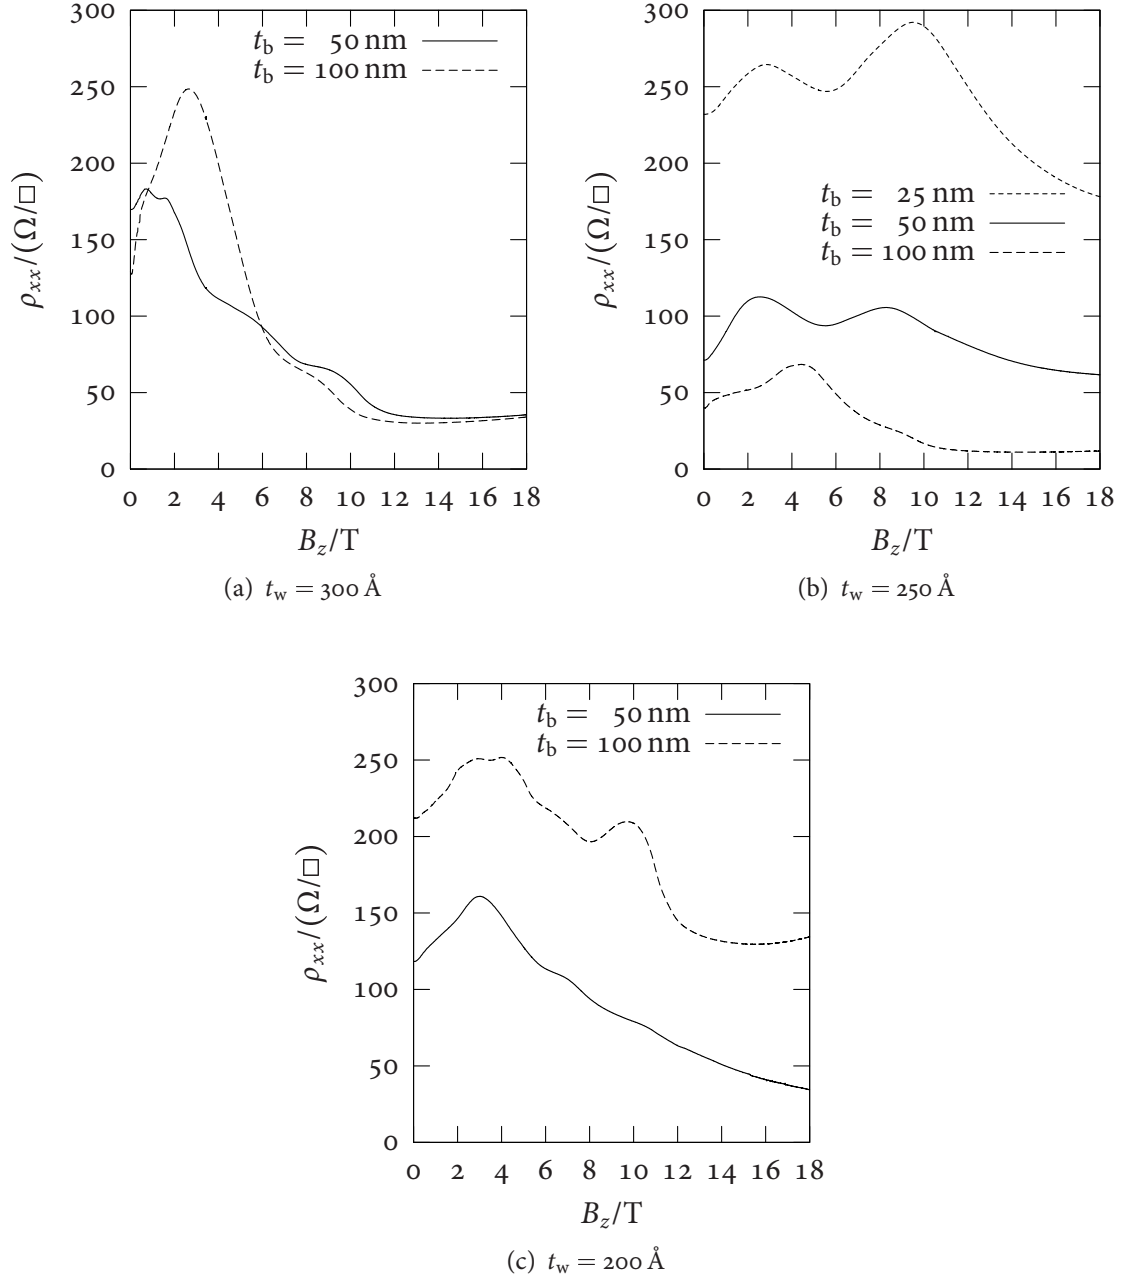 300
250
200
150
100
50
0
ρxx/(Ω/□)
tb = 50 nm
tb = 100 nm
0 2 4 6 8 10 12 14 16 18
Bz/T
(a) tw = 300 Å
300
250
200
150
100
50
0
ρxx/(Ω/□)
tb = 25 nm
tb = 50 nm
tb = 100 nm
0 2 4 6 8 10 12 14 16 18
Bz/T
(b) tw = 250 Å
300
250
200
150
100
50
0
ρxx/(Ω/□)
tb = 50 nm
tb = 100 nm
0 2 4 6 8 10 12 14 16 18
Bz/T
(c) tw = 200 Å